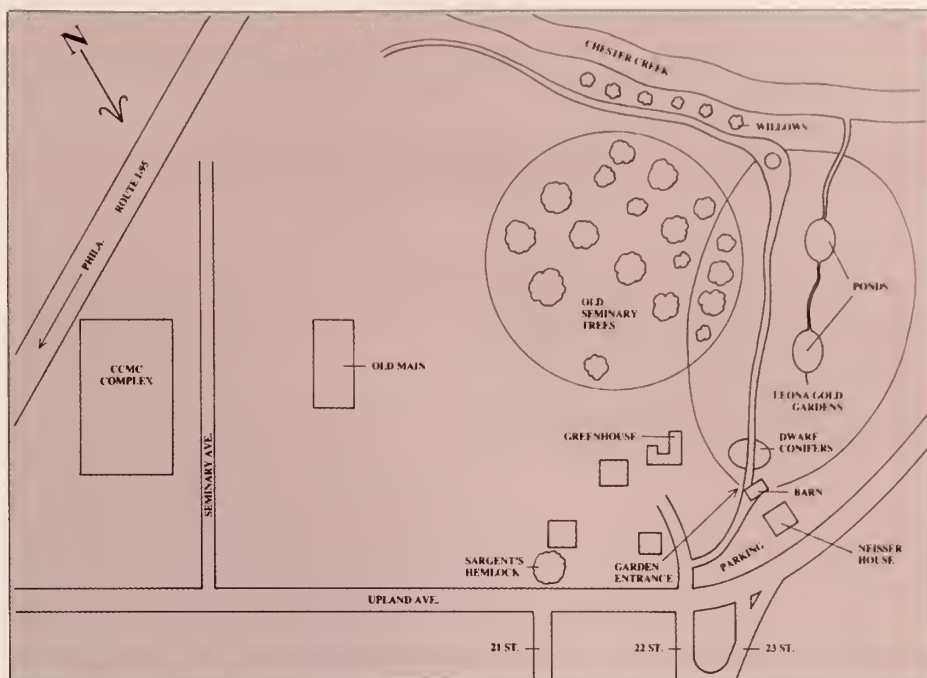 N
CHESTER CREEK
WILLOWS
ROUTE I-95
PHILA.
PONDS
OLD
SEMINARY
TREES
CCMC
COMPLEX
OLD MAIN
LEONA GOLD
GARDENS
GREENHOUSE
DWARF
CONIFERS
SEMINARY AVE.
BARN
SARGENT'S
HEMLOCK
GARDEN
ENTRANCE
PARKING
NEISSER
HOUSE
UPLAND AVE.
21 ST.
22 ST.
23 ST.